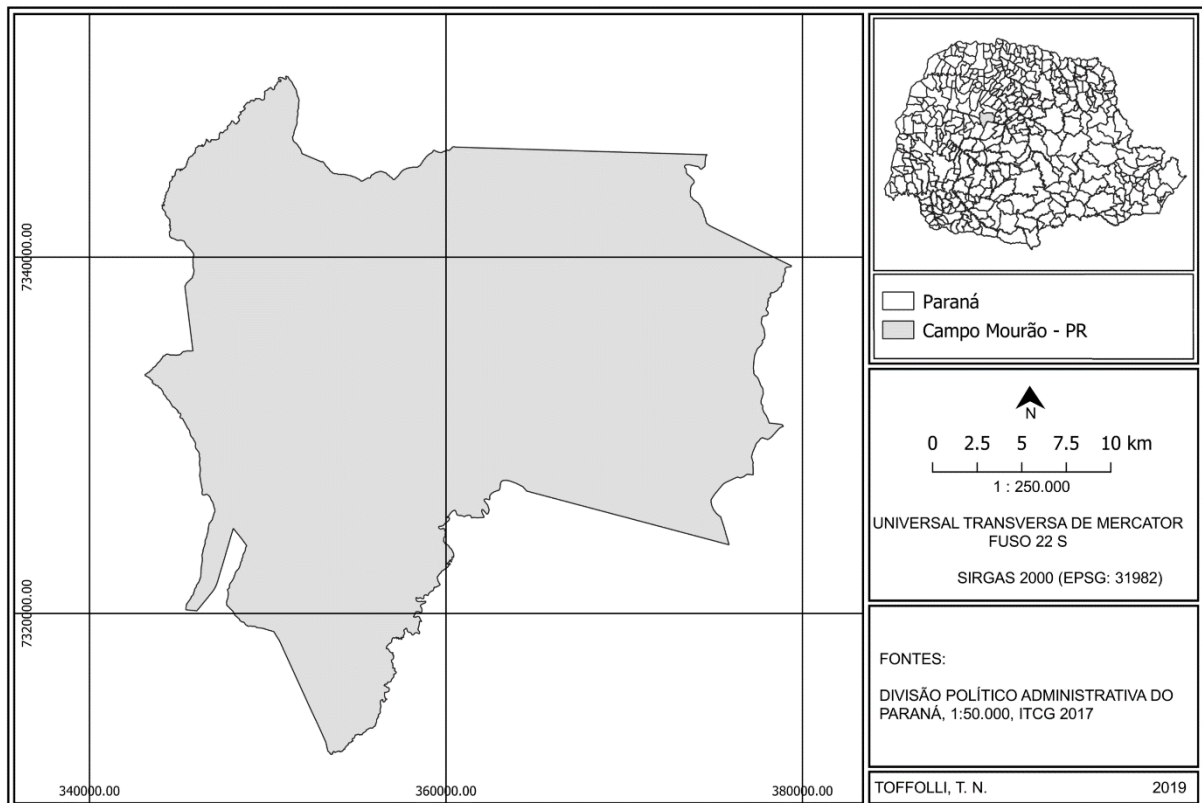 7340000.00
7320000.00
340000.00
360000.00
380000.00
Paraná
Campo Mourão - PR
N
0 2.5 5 7.5 10 km
1 : 250.000
UNIVERSAL TRANSVERSA DE MERCATOR
FUSO 22 S
SIRGAS 2000 (EPSG: 31982)
FONTES:
DIVISÃO POLÍTICO ADMINISTRATIVA DO
PARANÁ, 1:50.000, ITCG 2017
TOFFOLLI, T. N. 2019